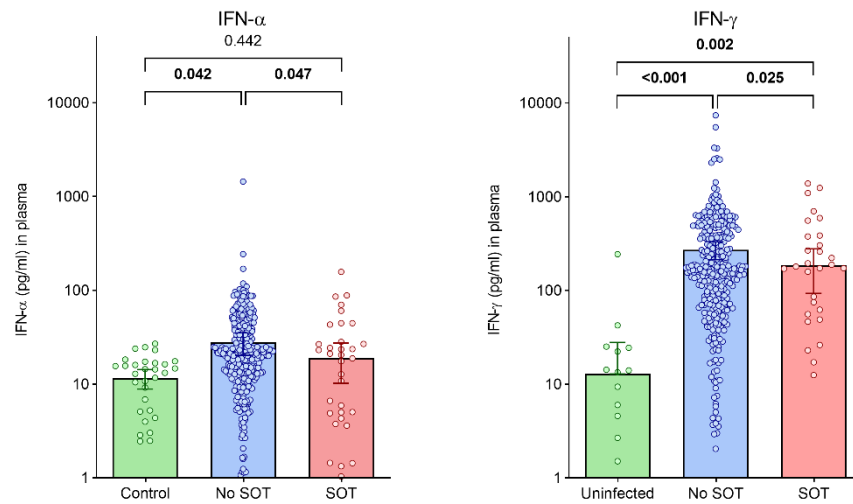 IFN-α
0.442
0.042
0.047
10000
1000
100
10
1
IFN-α (pg/ml) in plasma
Control
No SOT
SOT
IFN-γ
0.002
<0.001
0.025
10000
1000
100
10
1
IFN-γ (pg/ml) in plasma
Uninfected
No SOT
SOT